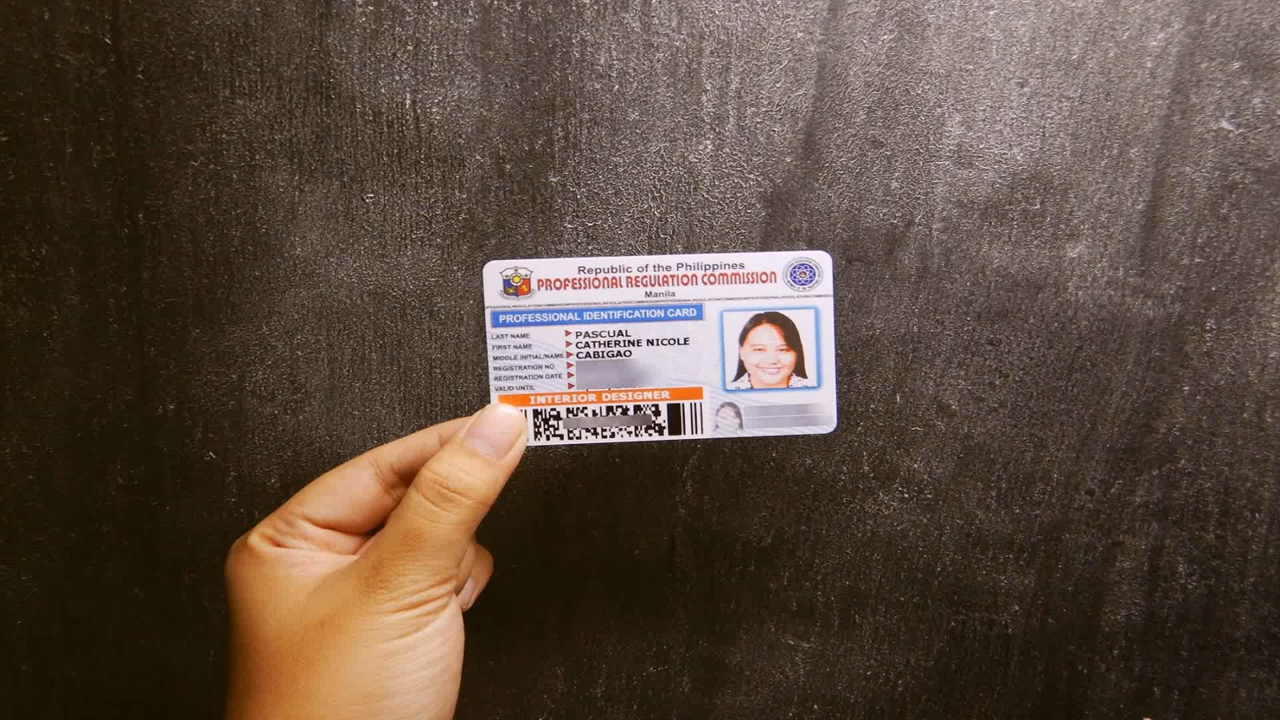 Republic of the Philippines
PROFESSIONAL REGULATION COMMISSION
Manila
PROFESSIONAL IDENTIFICATION CARD
LAST NAME PASCUAL
FIRST NAME CATHERINE NICOLE
MIDDLE INITIAL/NAME CABIGAO
REGISTRATION NO.
REGISTRATION DATE
VALID UNTIL
INTERIOR DESIGNER